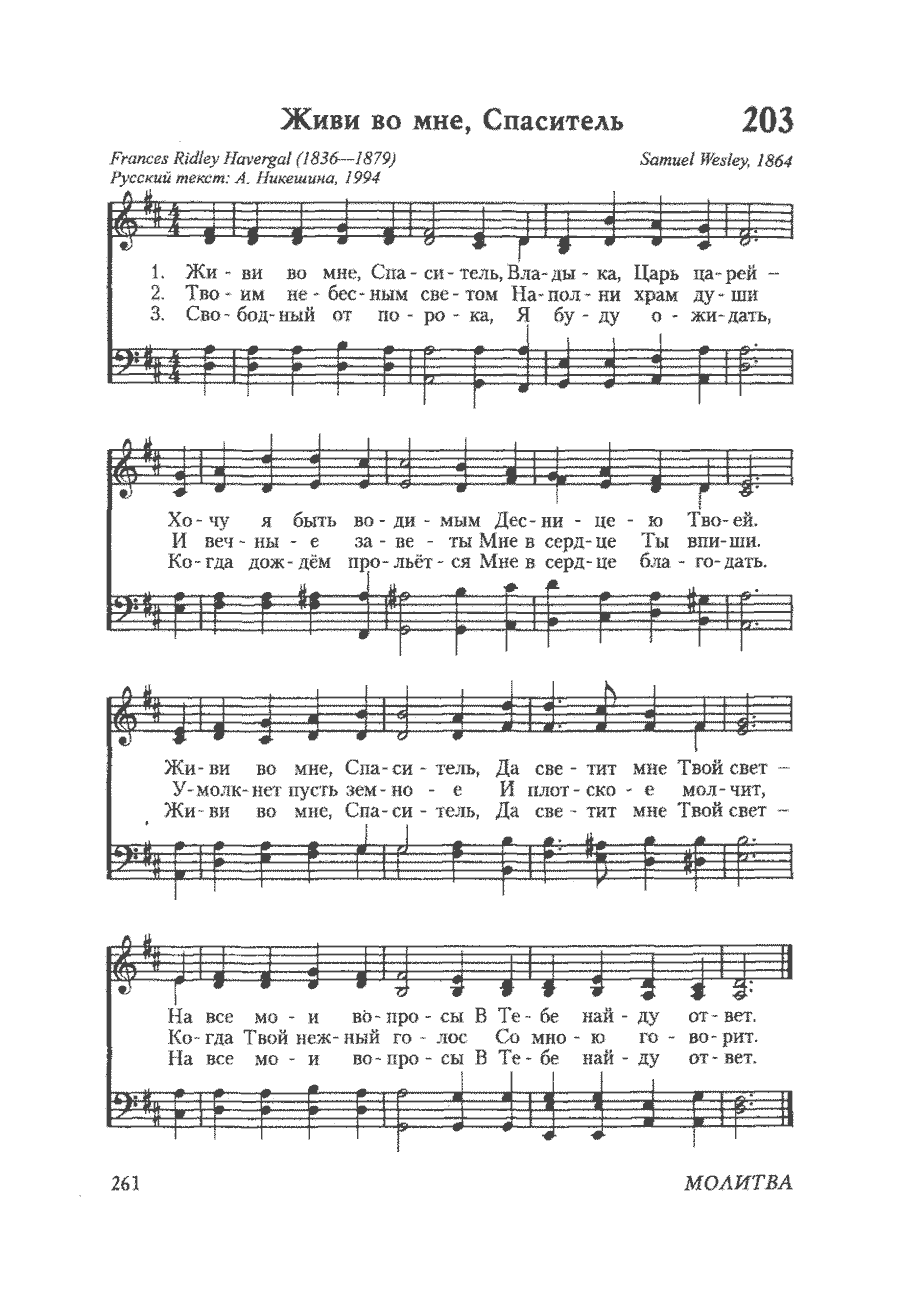 Живи во мне, Спаситель 203
Frances Ridley Havergal (1836—1879) Samuel Wesley, 1864
Русский текст: А. Никешина, 1994
1. Жи - ви во мне, Спа - си - тель, Вла - ды - ка, Царь ца - рей –
2. Тво - им не - бес - ным све - том На - пол - ни храм ду - ши
3. Сво - бод - ный от по - ро - ка, Я бу - ду о - жи - дать,
Хо - чу я быть во - ди - мым Дес - ни - це - ю Тво - ей.
И веч - ны - е за - ве - ты Мне в серд - це Ты впи - ши.
Ко - гда дож - дём про - льёт - ся Мне в серд - це бла - го - дать.
Жи - ви во мне, Спа - си - тель, Да све - тит мне Твой свет –
У - молк - нет пусть зем - но - е И плот - ско - е мол - чит,
Жи - ви во мне, Спа - си - тель, Да све - тит мне Твой свет –
На все мо - и во - про - сы В Те - бе най - ду от - вет.
Ко - гда Твой неж - ный го - лос Со мно - ю го - во - рит.
На все мо - и во - про - сы В Те - бе най - ду от - вет.
261 МОЛИТВА